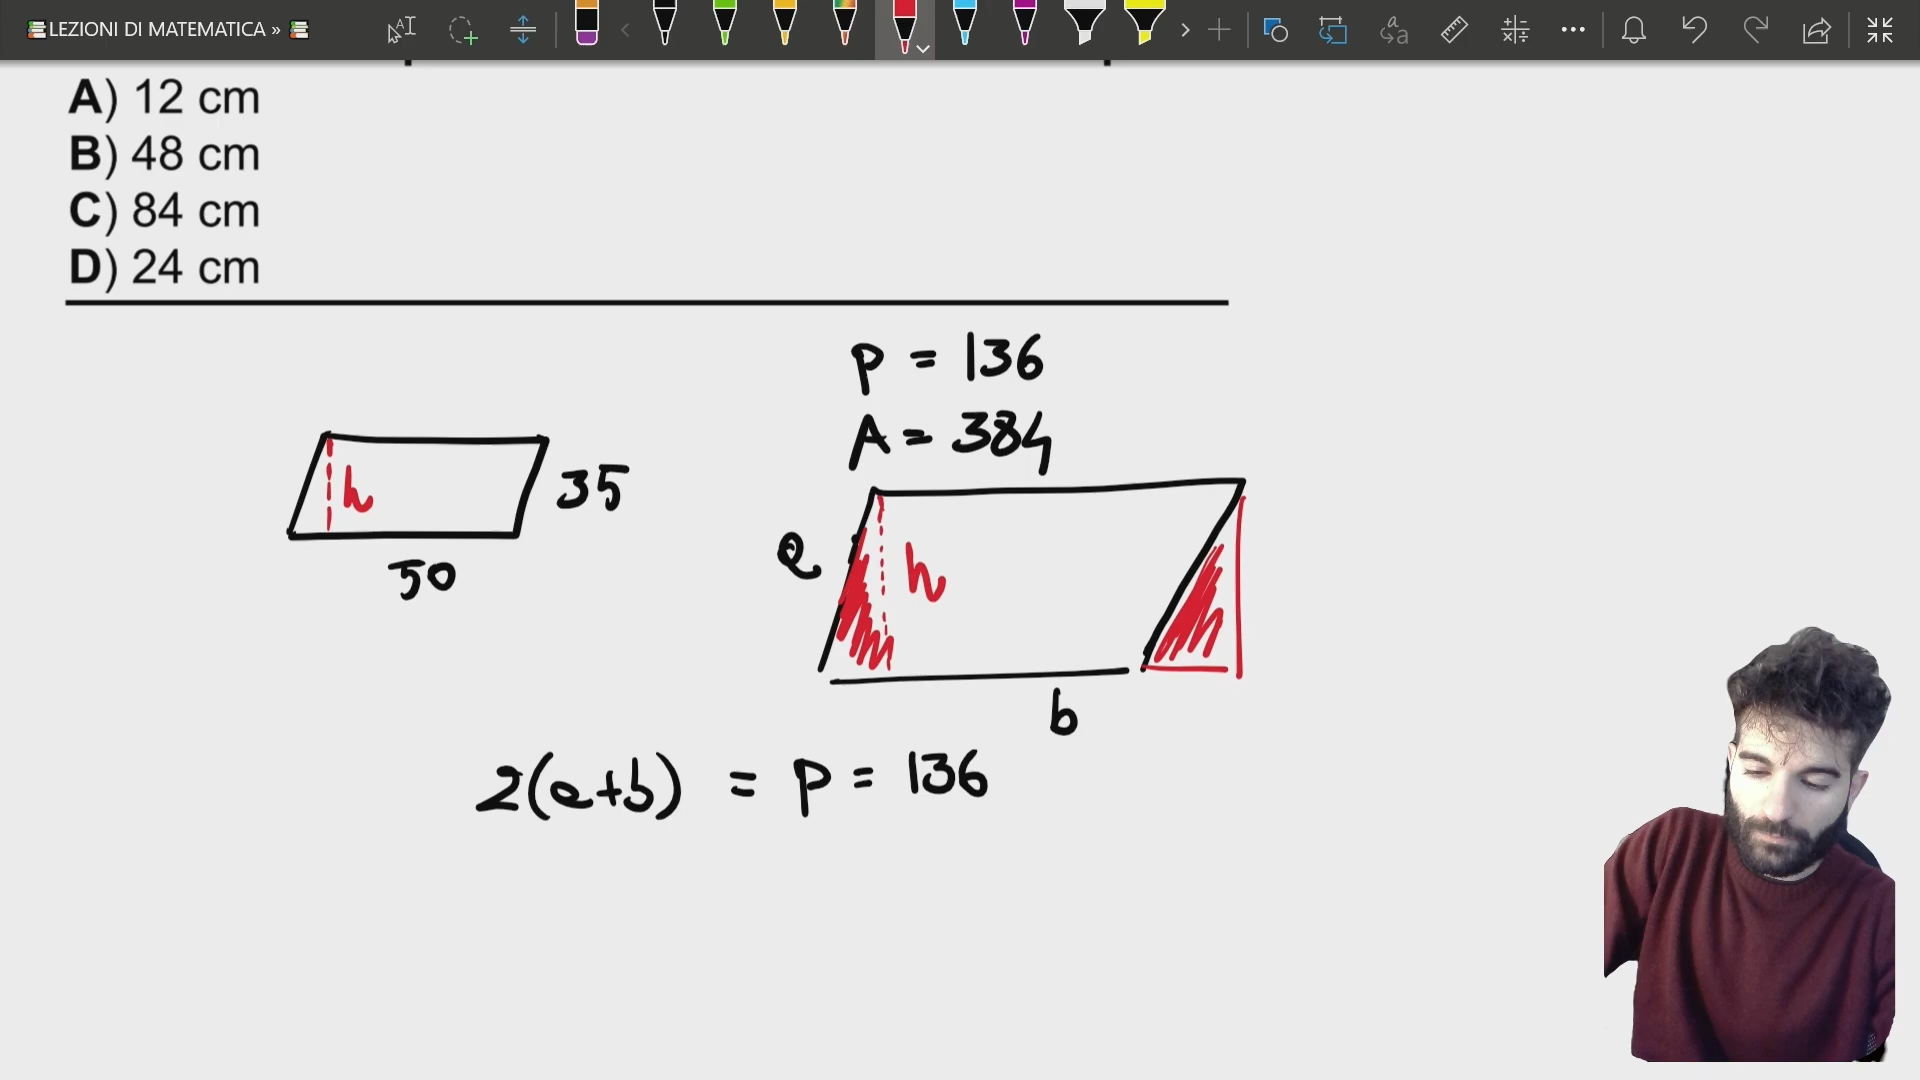 LEZIONI DI MATEMATICA »
A) 12 cm
B) 48 cm
C) 84 cm
D) 24 cm
p = 136
A = 384
h
35
50
a
h
b
2(a+b) = p = 136